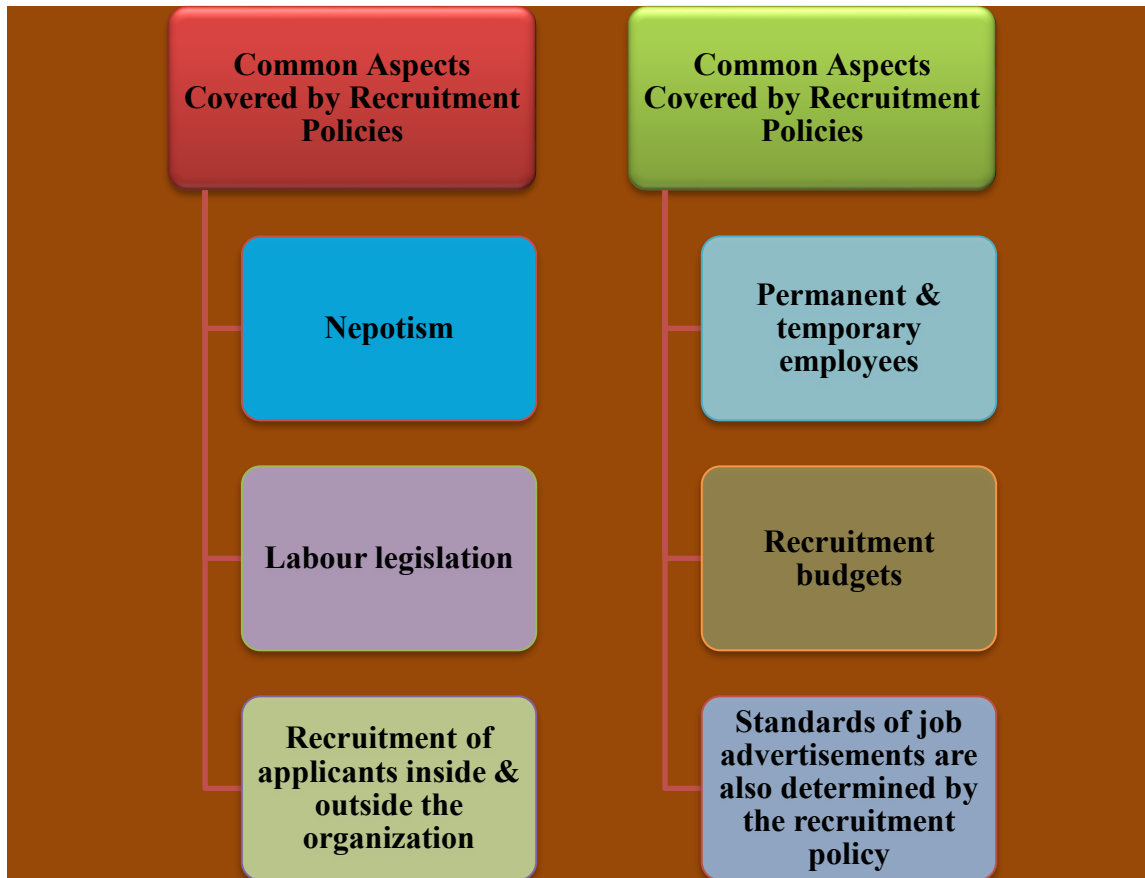 Common Aspects
Covered by Recruitment
Policies
Nepotism
Labour legislation
Recruitment of
applicants inside &
outside the
organization
Common Aspects
Covered by Recruitment
Policies
Permanent &
temporary
employees
Recruitment
budgets
Standards of job
advertisements are
also determined by
the recruitment
policy